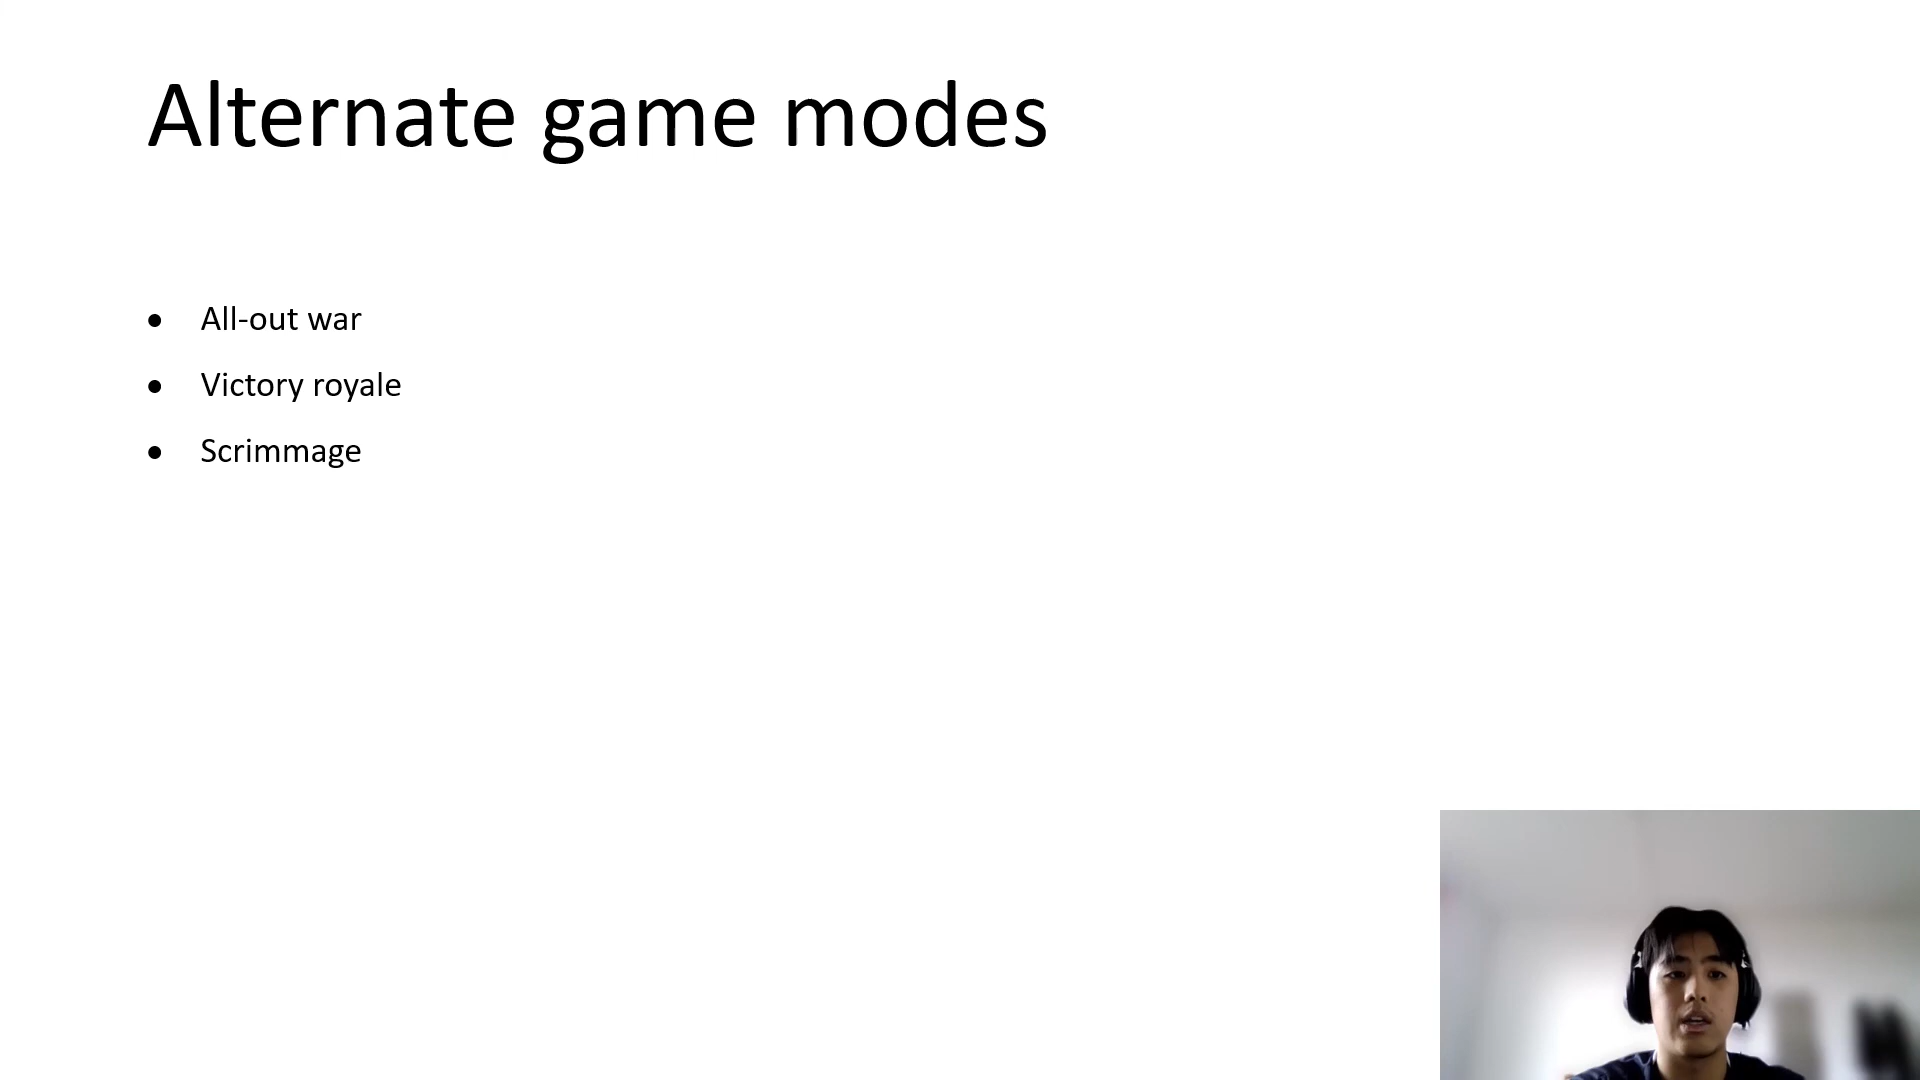 Alternate game modes
• All-out war
• Victory royale
• Scrimmage